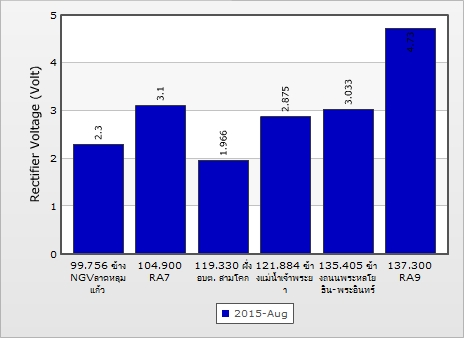 Rectifier Voltage (Volt)
5
4
3
2
1
0
2.3
3.1
1.966
2.875
3.033
4.72
99.756 ข้าง
NGVลาดหลุม
แก้ว
104.900
RA7
119.330 ฝั่ง
อบต. สามโคก
121.884 ข้า
งแม่น้ำเจ้าพระย
า
135.405 ข้า
งถนนพระหลโย
ธิน-พระอินทร์
137.300
RA9
2015-Aug